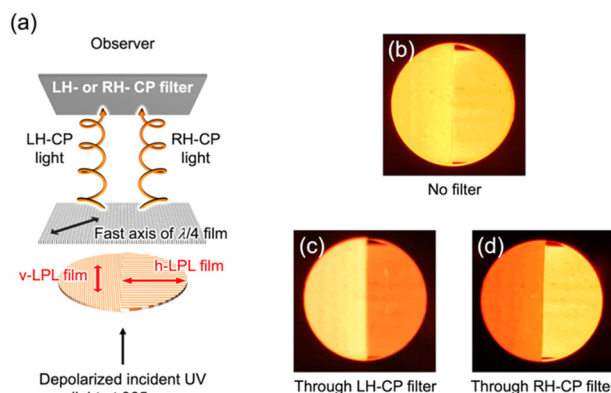 (a)
Observer
LH- or RH- CP filter
LH-CP
light
RH-CP
light
Fast axis of λ/4 film
v-LPL film
h-LPL film
Depolarized incident UV
(b)
No filter
(c)
(d)
Through LH-CP filter
Through RH-CP filter